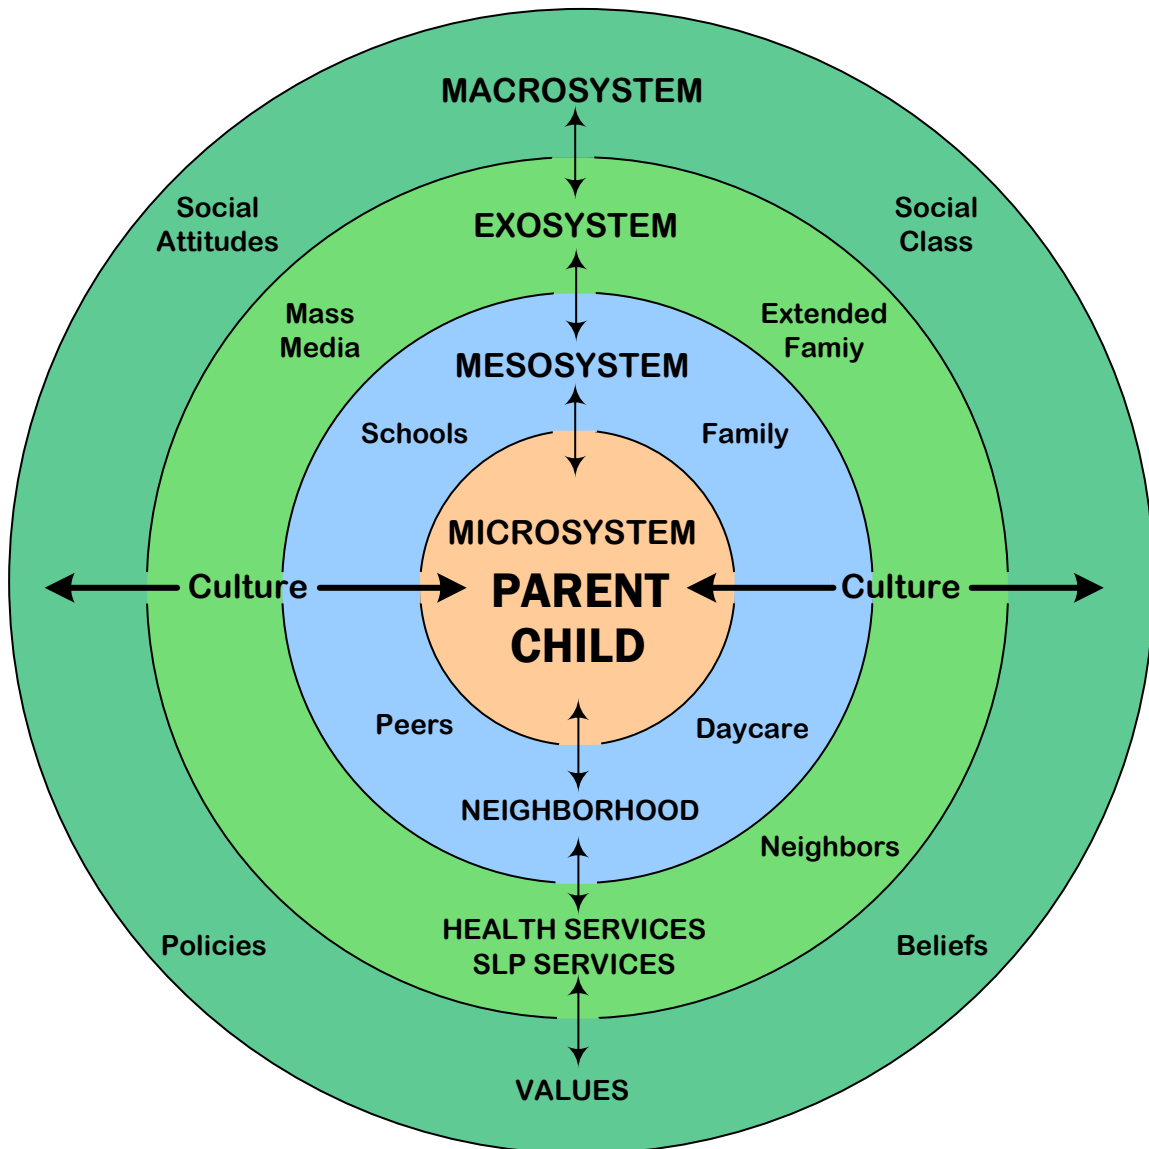 MACROSYSTEM
Social
Attitudes
Social
Class
EXOSYSTEM
Mass
Media
Extended
Famiy
MESOSYSTEM
Schools
Family
MICROSYSTEM
PARENT
CHILD
Culture
Culture
Peers
Daycare
NEIGHBORHOOD
Neighbors
HEALTH SERVICES
SLP SERVICES
Policies
Beliefs
VALUES